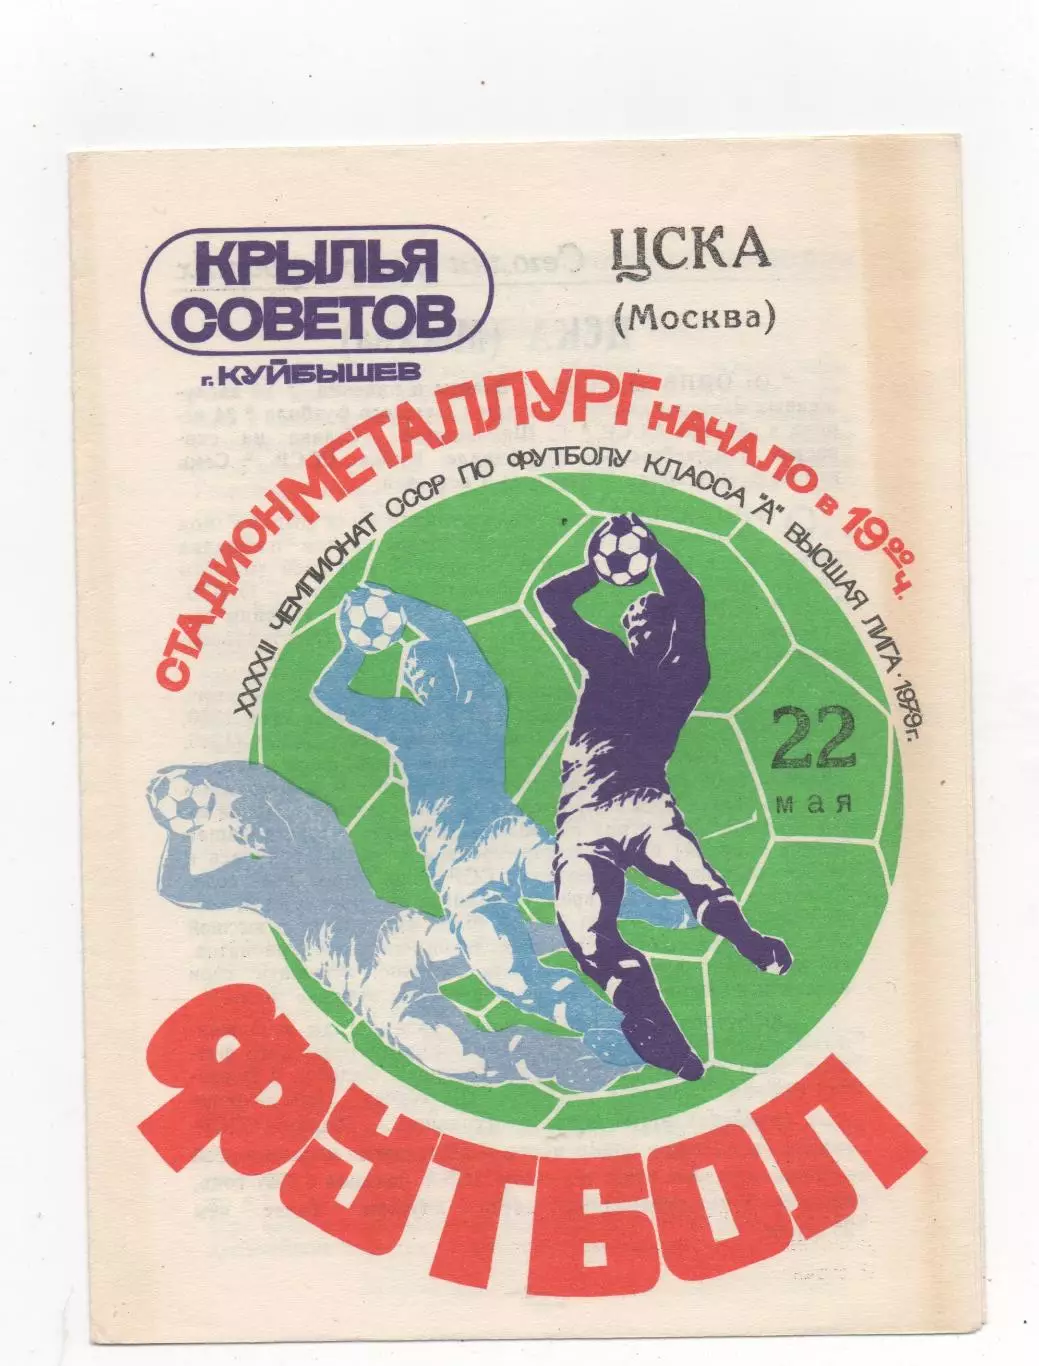 КРЫЛЬЯ
СОВЕТОВ
г. КУЙБЫШЕВ
ЦСКА
(Москва)
СТАДИОН МЕТАЛЛУРГ НАЧАЛО в 19⁰⁰ ч.
XXXXII ЧЕМПИОНАТ СССР ПО ФУТБОЛУ КЛАССА "А" ВЫСШАЯ ЛИГА · 1979 г.
22
мая
ФУТБОЛ